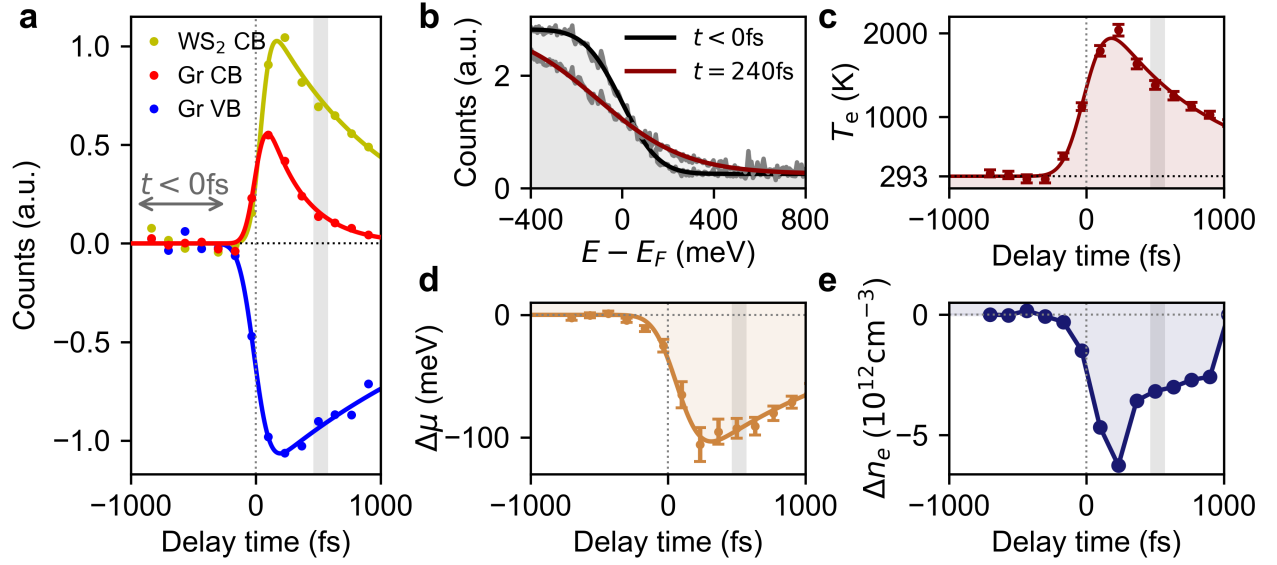 a
WS₂ CB
Gr CB
Gr VB
t < 0fs
1.0
0.5
0.0
−0.5
−1.0
Counts (a.u.)
−1000
0
1000
Delay time (fs)
b
t < 0fs
t = 240fs
2
0
Counts (a.u.)
−400
0
400
800
E − E_F (meV)
c
2000
1000
293
T_e (K)
−1000
0
1000
Delay time (fs)
d
0
−100
Δμ (meV)
−1000
0
1000
Delay time (fs)
e
0
−5
Δn_e (10¹²cm⁻³)
−1000
0
1000
Delay time (fs)